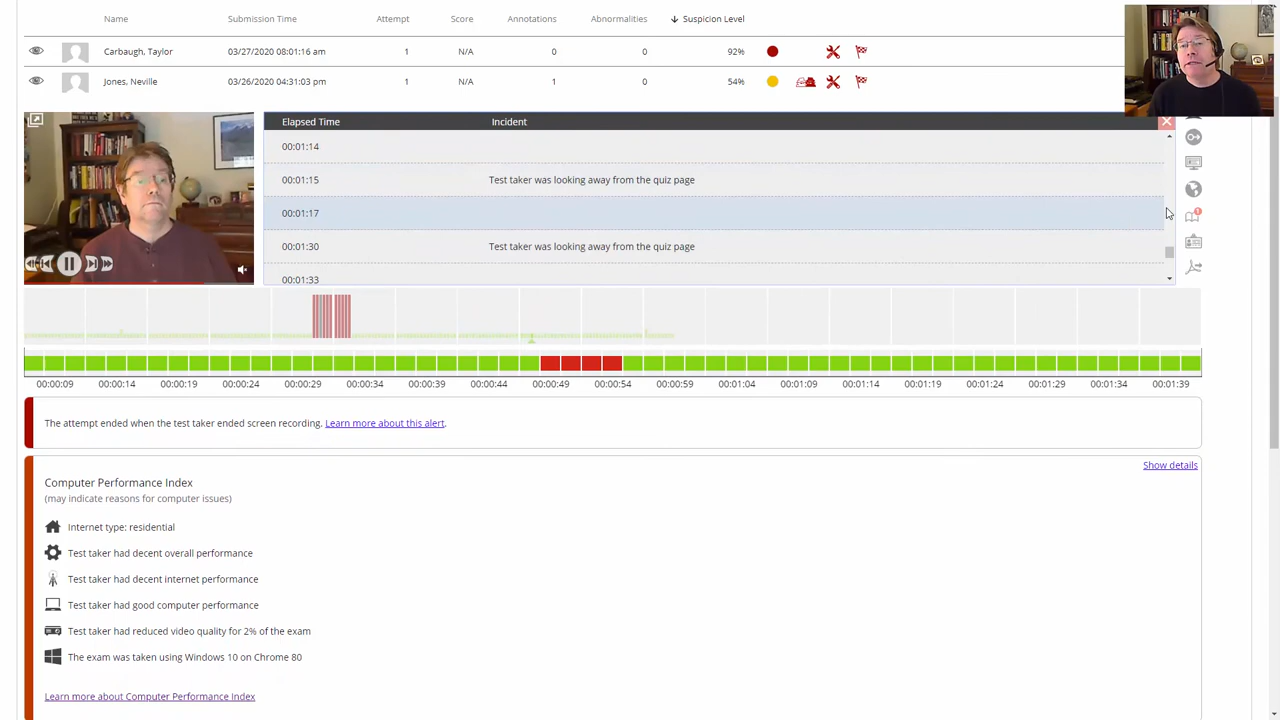 Name Submission Time Attempt Score Annotations Abnormalities Suspicion Level
Carbaugh, Taylor 03/27/2020 08:01:16 am 1 N/A 0 0 92%
Jones, Neville 03/26/2020 04:31:03 pm 1 N/A 1 0 54%
Elapsed Time Incident
00:01:14
00:01:15 Test taker was looking away from the quiz page
00:01:17
00:01:30 Test taker was looking away from the quiz page
00:01:33
1
00:00:09 00:00:14 00:00:19 00:00:24 00:00:29 00:00:34 00:00:39 00:00:44 00:00:49 00:00:54 00:00:59 00:01:04 00:01:09 00:01:14 00:01:19 00:01:24 00:01:29 00:01:34 00:01:39
The attempt ended when the test taker ended screen recording. Learn more about this alert.
Show details
Computer Performance Index
(may indicate reasons for computer issues)
Internet type: residential
Test taker had decent overall performance
Test taker had decent internet performance
Test taker had good computer performance
Test taker had reduced video quality for 2% of the exam
The exam was taken using Windows 10 on Chrome 80
Learn more about Computer Performance Index